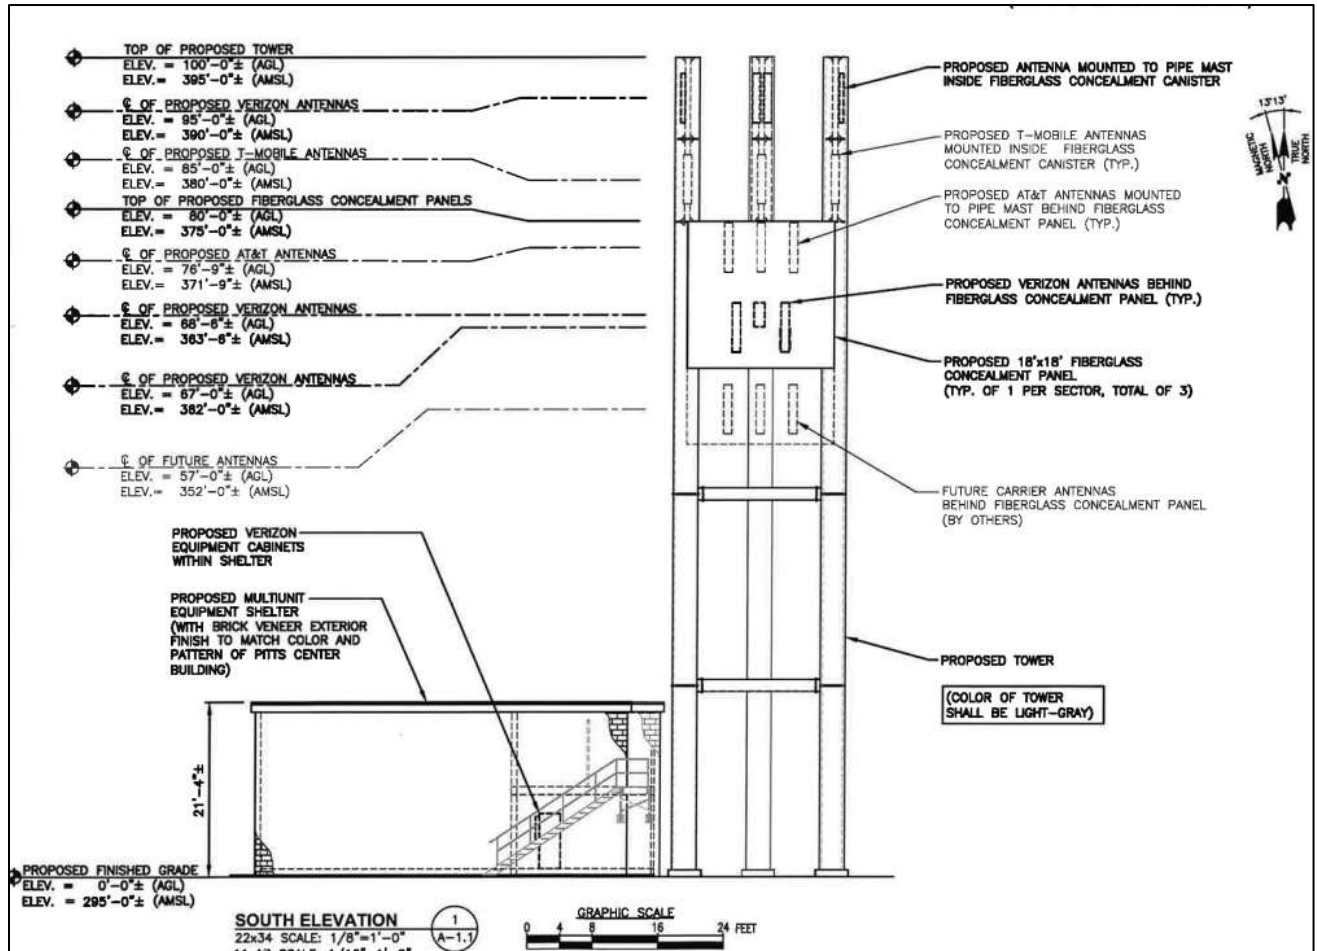 TOP OF PROPOSED TOWER
ELEV. = 100'-0"± (AGL)
ELEV.= 395'-0"± (AMSL)
℄ OF PROPOSED VERIZON ANTENNAS
ELEV. = 95'-0"± (AGL)
ELEV.= 390'-0"± (AMSL)
℄ OF PROPOSED T-MOBILE ANTENNAS
ELEV. = 85'-0"± (AGL)
ELEV.= 380'-0"± (AMSL)
TOP OF PROPOSED FIBERGLASS CONCEALMENT PANELS
ELEV. = 80'-0"± (AGL)
ELEV.= 375'-0"± (AMSL)
℄ OF PROPOSED AT&T ANTENNAS
ELEV. = 76'-9"± (AGL)
ELEV.= 371'-9"± (AMSL)
℄ OF PROPOSED VERIZON ANTENNAS
ELEV. = 68'-6"± (AGL)
ELEV.= 363'-6"± (AMSL)
℄ OF PROPOSED VERIZON ANTENNAS
ELEV. = 67'-0"± (AGL)
ELEV.= 362'-0"± (AMSL)
℄ OF FUTURE ANTENNAS
ELEV. = 57'-0"± (AGL)
ELEV.= 352'-0"± (AMSL)
PROPOSED VERIZON
EQUIPMENT CABINETS
WITHIN SHELTER
PROPOSED MULTIUNIT
EQUIPMENT SHELTER
(WITH BRICK VENEER EXTERIOR
FINISH TO MATCH COLOR AND
PATTERN OF PITTS CENTER
BUILDING)
21'-4"±
PROPOSED FINISHED GRADE
ELEV. = 0'-0"± (AGL)
ELEV. = 295'-0"± (AMSL)
PROPOSED ANTENNA MOUNTED TO PIPE MAST
INSIDE FIBERGLASS CONCEALMENT CANISTER
PROPOSED T-MOBILE ANTENNAS
MOUNTED INSIDE FIBERGLASS
CONCEALMENT CANISTER (TYP.)
PROPOSED AT&T ANTENNAS MOUNTED
TO PIPE MAST BEHIND FIBERGLASS
CONCEALMENT PANEL (TYP.)
PROPOSED VERIZON ANTENNAS BEHIND
FIBERGLASS CONCEALMENT PANEL (TYP.)
PROPOSED 18'x18' FIBERGLASS
CONCEALMENT PANEL
(TYP. OF 1 PER SECTOR, TOTAL OF 3)
FUTURE CARRIER ANTENNAS
BEHIND FIBERGLASS CONCEALMENT PANEL
(BY OTHERS)
PROPOSED TOWER
(COLOR OF TOWER
SHALL BE LIGHT-GRAY)
13°13'
MAGNETIC
NORTH
TRUE
NORTH
N
SOUTH ELEVATION
22x34 SCALE: 1/8"=1'-0"
1
A-1.1
GRAPHIC SCALE
0 4 8 16 24 FEET